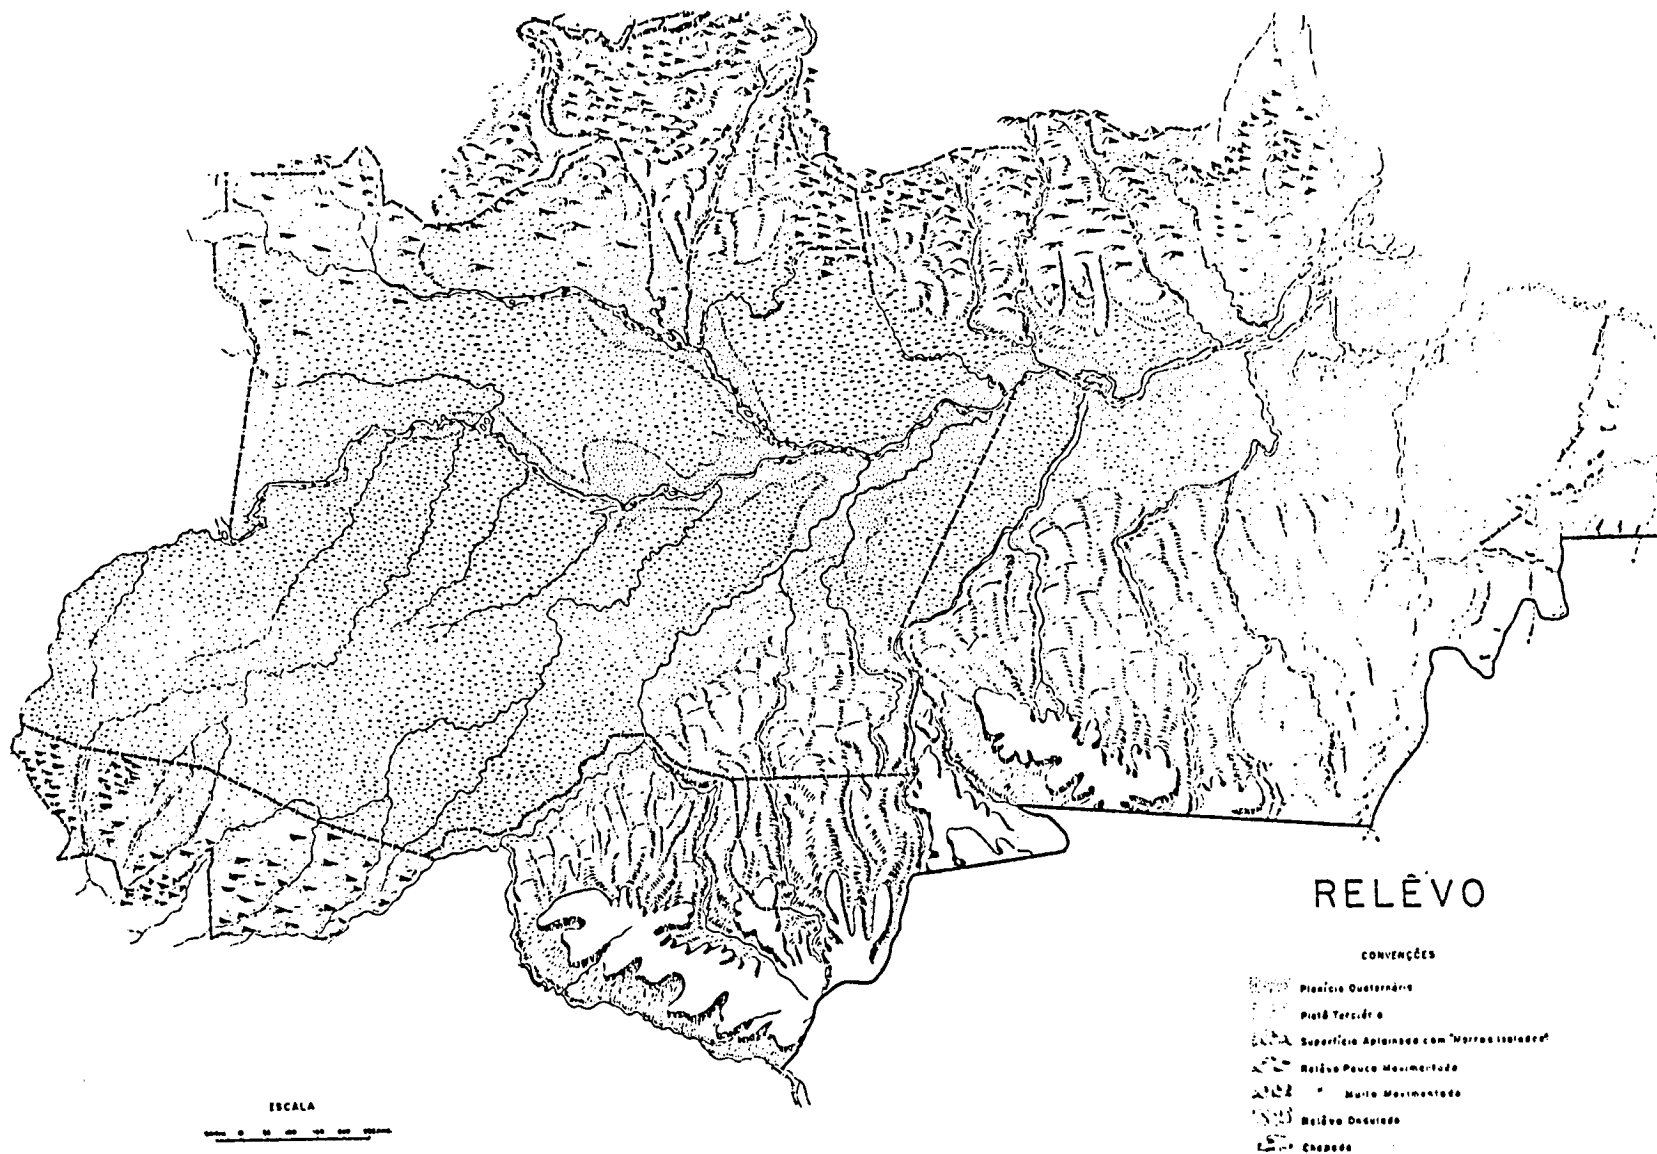 RELÊVO
CONVENÇÕES
Planície Quaternária
Platô Terciário
Superfície Aplainada com "Morros Isolados"
Relêvo Pouco Movimentado
" Muito Movimentado
Relêvo Ondulado
Chapada
ESCALA